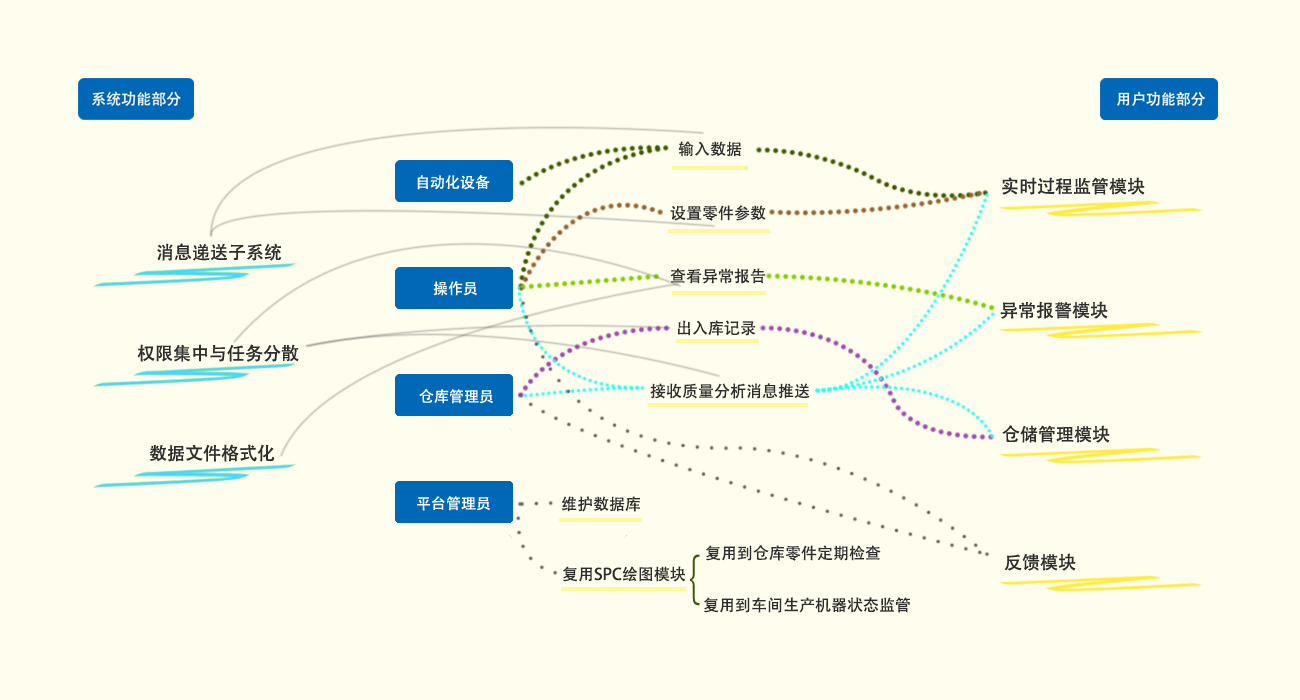 系统功能部分
用户功能部分
输入数据
自动化设备
实时过程监管模块
设置零件参数
消息递送子系统
查看异常报告
操作员
异常报警模块
出入库记录
权限集中与任务分散
接收质量分析消息推送
仓库管理员
仓储管理模块
数据文件格式化
平台管理员
维护数据库
复用到仓库零件定期检查
反馈模块
复用SPC绘图模块
复用到车间生产机器状态监管